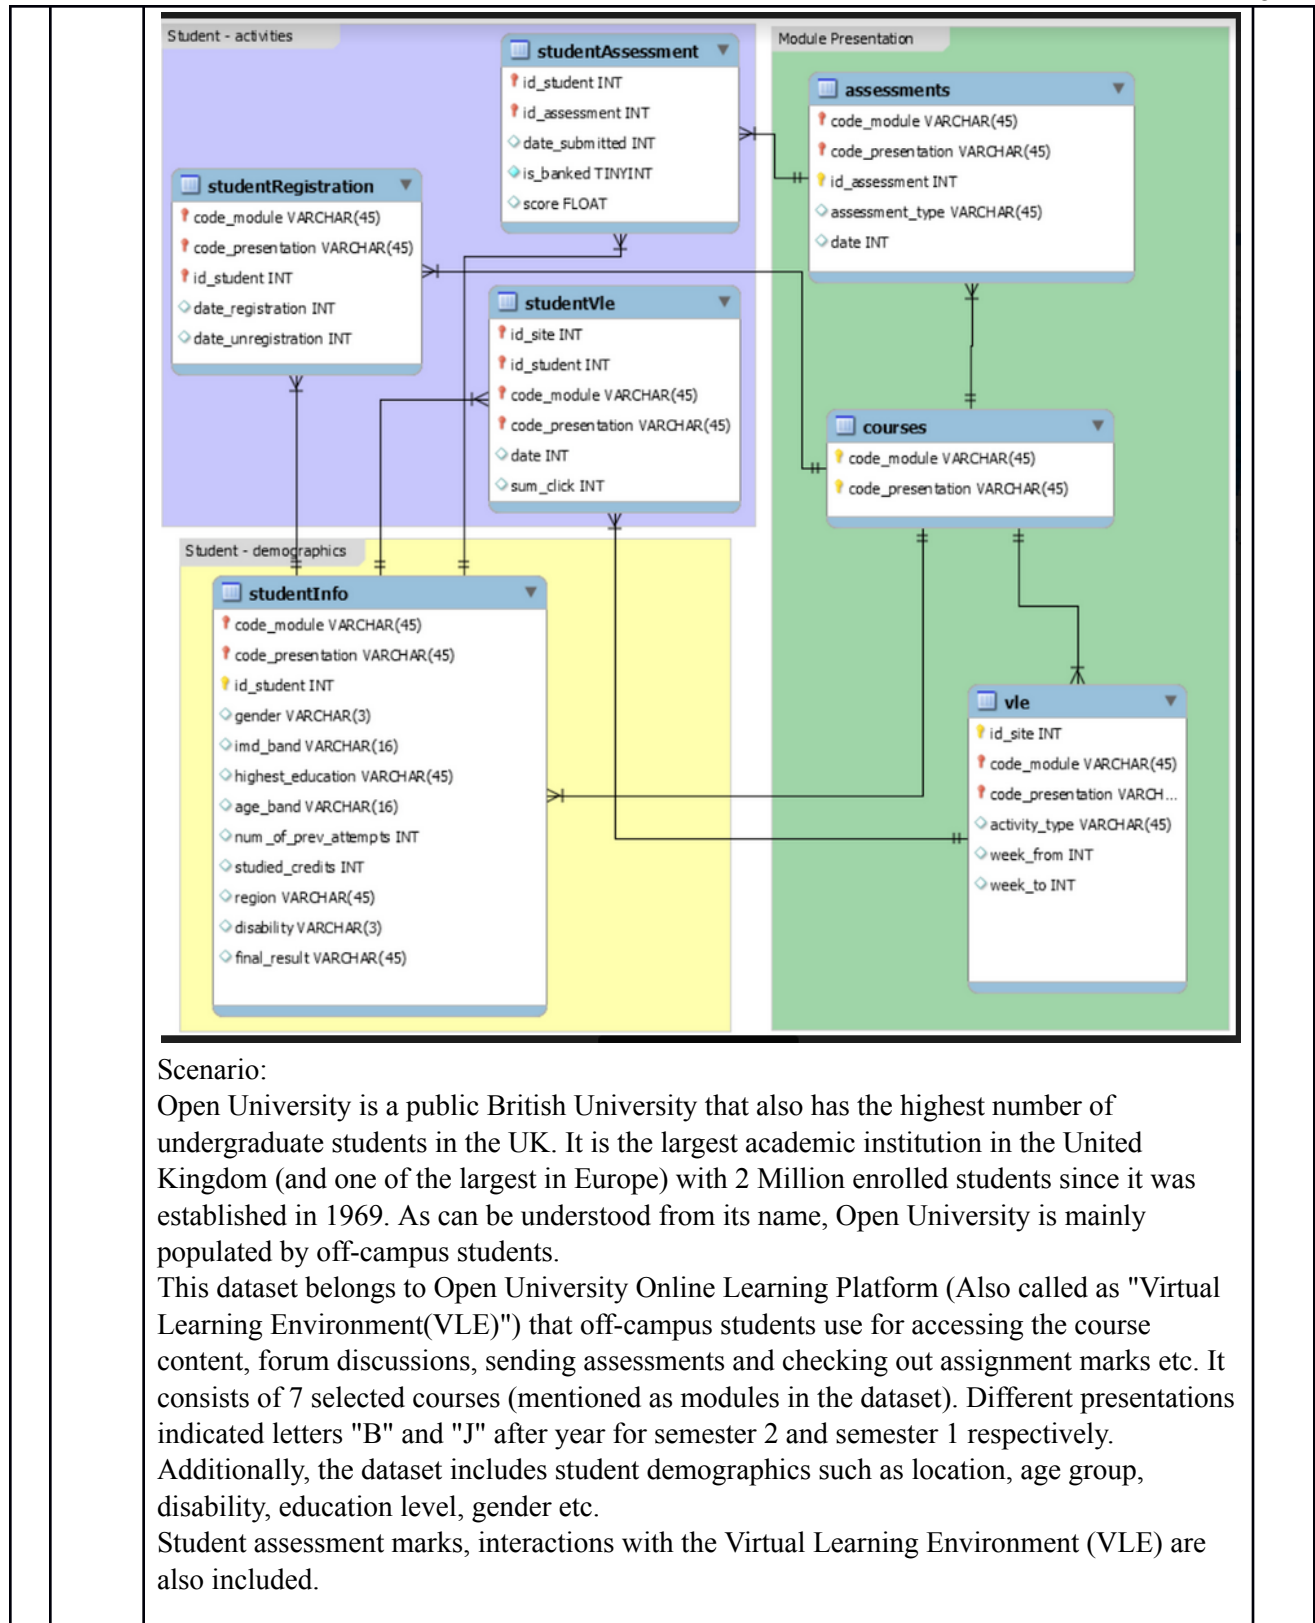 Student - activities
studentAssessment
id_student INT
id_assessment INT
date_submitted INT
is_banked TINYINT
score FLOAT
studentRegistration
code_module VARCHAR(45)
code_presentation VARCHAR(45)
id_student INT
date_registration INT
date_unregistration INT
studentVle
id_site INT
id_student INT
code_module VARCHAR(45)
code_presentation VARCHAR(45)
date INT
sum_click INT
Module Presentation
assessments
code_module VARCHAR(45)
code_presentation VARCHAR(45)
id_assessment INT
assessment_type VARCHAR(45)
date INT
courses
code_module VARCHAR(45)
code_presentation VARCHAR(45)
Student - demographics
studentInfo
code_module VARCHAR(45)
code_presentation VARCHAR(45)
id_student INT
gender VARCHAR(3)
imd_band VARCHAR(16)
highest_education VARCHAR(45)
age_band VARCHAR(16)
num_of_prev_attempts INT
studied_credits INT
region VARCHAR(45)
disability VARCHAR(3)
final_result VARCHAR(45)
vle
id_site INT
code_module VARCHAR(45)
code_presentation VARCH...
activity_type VARCHAR(45)
week_from INT
week_to INT
Scenario:
Open University is a public British University that also has the highest number of
undergraduate students in the UK. It is the largest academic institution in the United
Kingdom (and one of the largest in Europe) with 2 Million enrolled students since it was
established in 1969. As can be understood from its name, Open University is mainly
populated by off-campus students.
This dataset belongs to Open University Online Learning Platform (Also called as "Virtual
Learning Environment(VLE)") that off-campus students use for accessing the course
content, forum discussions, sending assessments and checking out assignment marks etc. It
consists of 7 selected courses (mentioned as modules in the dataset). Different presentations
indicated letters "B" and "J" after year for semester 2 and semester 1 respectively.
Additionally, the dataset includes student demographics such as location, age group,
disability, education level, gender etc.
Student assessment marks, interactions with the Virtual Learning Environment (VLE) are
also included.